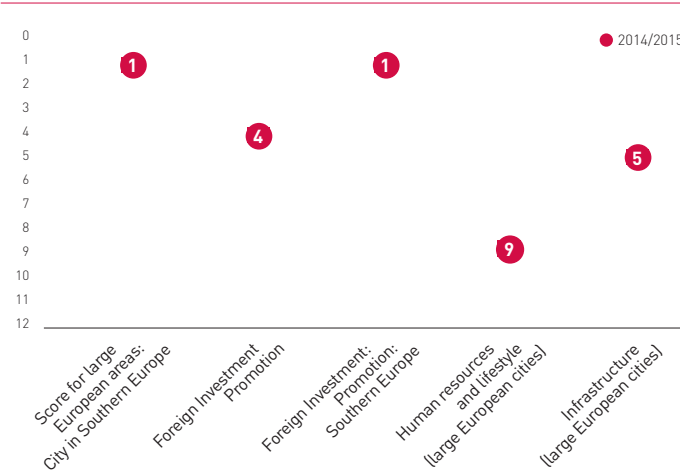 0
1
2
3
4
5
6
7
8
9
10
11
12
2014/2015
1
4
1
9
5
Score for large
European areas:
City in Southern Europe
Foreign Investment
Promotion
Foreign Investment:
Promotion:
Southern Europe
Human resources
and lifestyle
(large European cities)
Infrastructure
(large European cities)